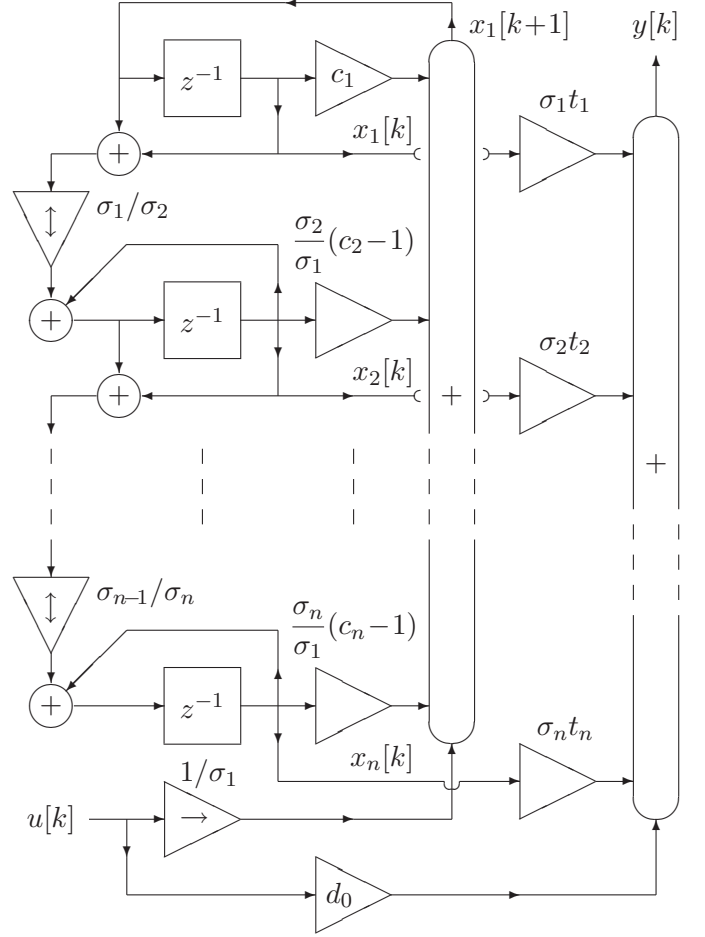 x₁[k+1] y[k]
z⁻¹ c₁
σ₁t₁
x₁[k]
+
σ₁/σ₂
↕
σ₂/σ₁(c₂−1)
+ z⁻¹
σ₂t₂
x₂[k]
+ +
+
σₙ₋₁/σₙ
↕
σₙ/σ₁(cₙ−1)
+ z⁻¹
σₙtₙ
xₙ[k]
1/σ₁
u[k] →
d₀